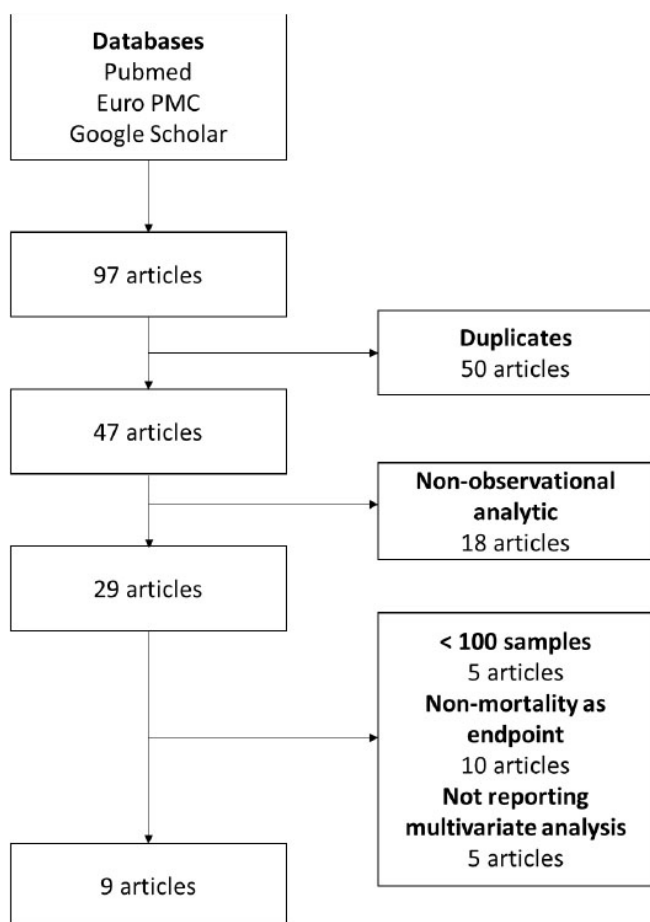 Databases
Pubmed
Euro PMC
Google Scholar
97 articles
Duplicates
50 articles
47 articles
Non-observational
analytic
18 articles
29 articles
< 100 samples
5 articles
Non-mortality as
endpoint
10 articles
Not reporting
multivariate analysis
5 articles
9 articles